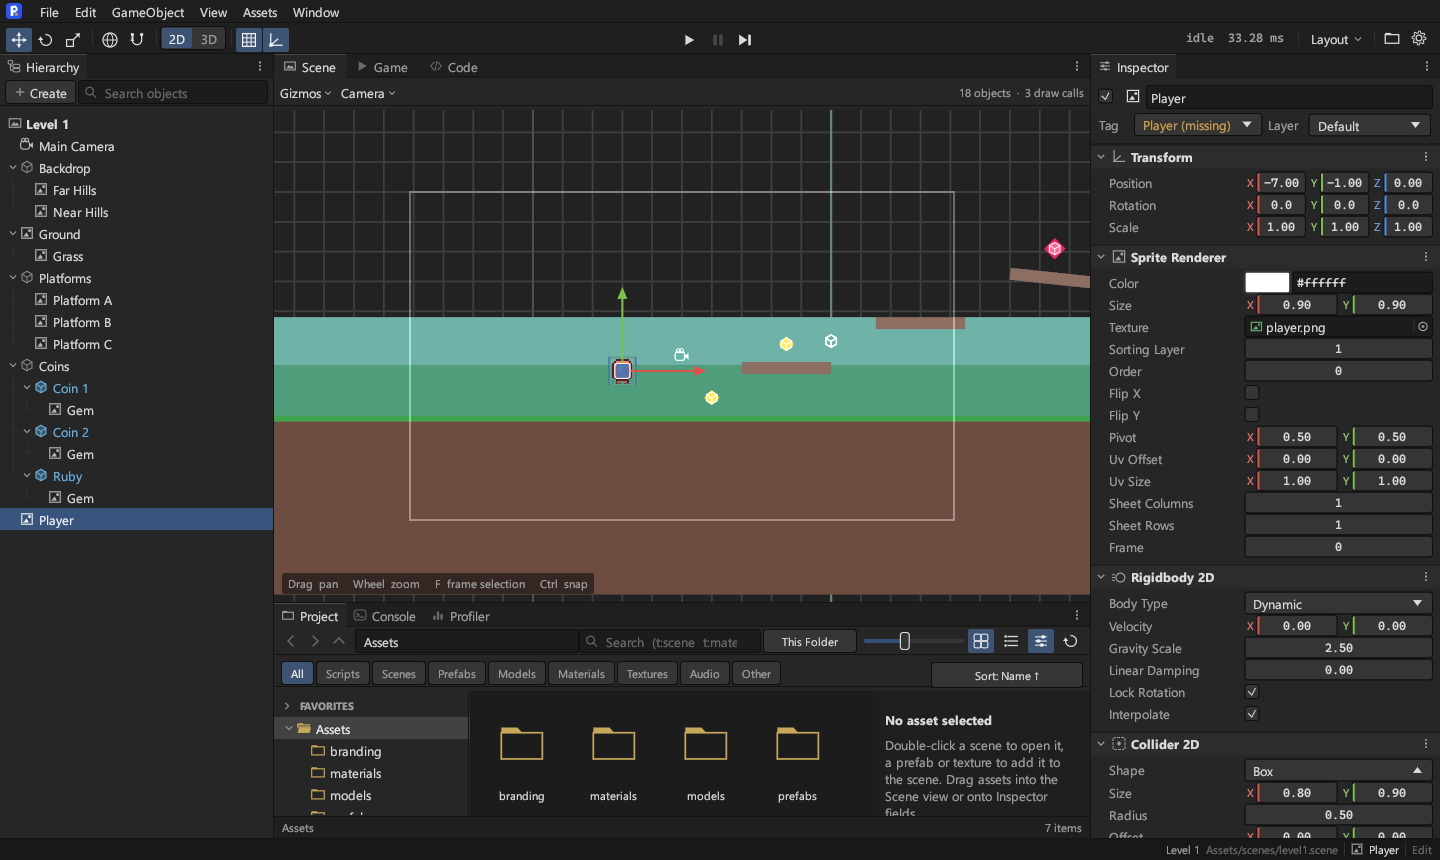 P File Edit GameObject View Assets Window
2D 3D idle 33.28 ms Layout
Hierarchy
Create Search objects
Level 1
Main Camera
Backdrop
Far Hills
Near Hills
Ground
Grass
Platforms
Platform A
Platform B
Platform C
Coins
Coin 1
Gem
Coin 2
Gem
Ruby
Gem
Player
Scene Game Code
Gizmos Camera 18 objects · 3 draw calls
Drag pan Wheel zoom F frame selection Ctrl snap
Project Console Profiler
Assets Search (t:scene t:mate This Folder
All Scripts Scenes Prefabs Models Materials Textures Audio Other Sort: Name ↑
FAVORITES
Assets
branding
materials
models
branding materials models prefabs
No asset selected
Double-click a scene to open it,
a prefab or texture to add it to
the scene. Drag assets into the
Scene view or onto Inspector
fields.
Assets 7 items
Inspector
Player
Tag Player (missing) Layer Default
Transform
Position X −7.00 Y −1.00 Z 0.00
Rotation X 0.0 Y 0.0 Z 0.0
Scale X 1.00 Y 1.00 Z 1.00
Sprite Renderer
Color #ffffff
Size X 0.90 Y 0.90
Texture player.png
Sorting Layer 1
Order 0
Flip X
Flip Y
Pivot X 0.50 Y 0.50
Uv Offset X 0.00 Y 0.00
Uv Size X 1.00 Y 1.00
Sheet Columns 1
Sheet Rows 1
Frame 0
Rigidbody 2D
Body Type Dynamic
Velocity X 0.00 Y 0.00
Gravity Scale 2.50
Linear Damping 0.00
Lock Rotation
Interpolate
Collider 2D
Shape Box
Size X 0.80 Y 0.90
Radius 0.50
Offset X 0.00 Y 0.00
Level 1 Assets/scenes/level1.scene Player Edit